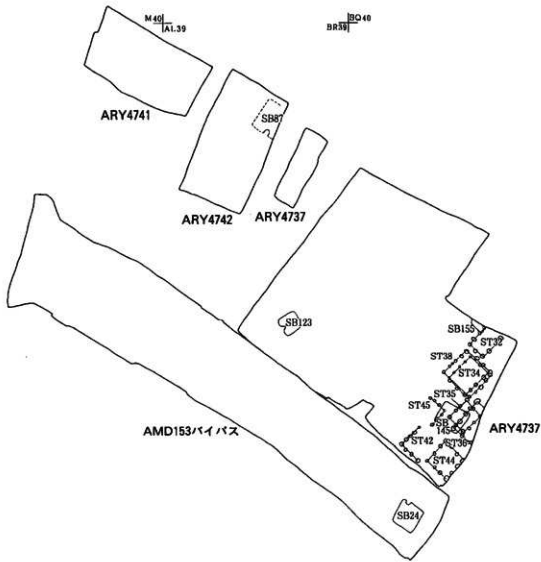 M40
AL39
BQ40
BR39
ARY4741
SB87
ARY4742
ARY4737
SB123
SB155
ST32
ST38
ST34
ST35
ST45
SB
145
ST36
ARY4737
ST42
ST44
AMD153バイパス
SB24